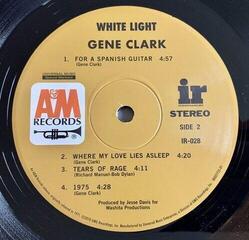 WHITE LIGHT
GENE CLARK
1. FOR A SPANISH GUITAR 4:57
(Gene Clark)
A&M
RECORDS
ir
STEREO
SIDE 2
IR-028
2. WHERE MY LOVE LIES ASLEEP 4:20
(Gene Clark)
3. TEARS OF RAGE 4:11
(Richard Manuel-Bob Dylan)
4. 1975 4:28
(Gene Clark)
Produced by Jesse Davis for
Washita Productions